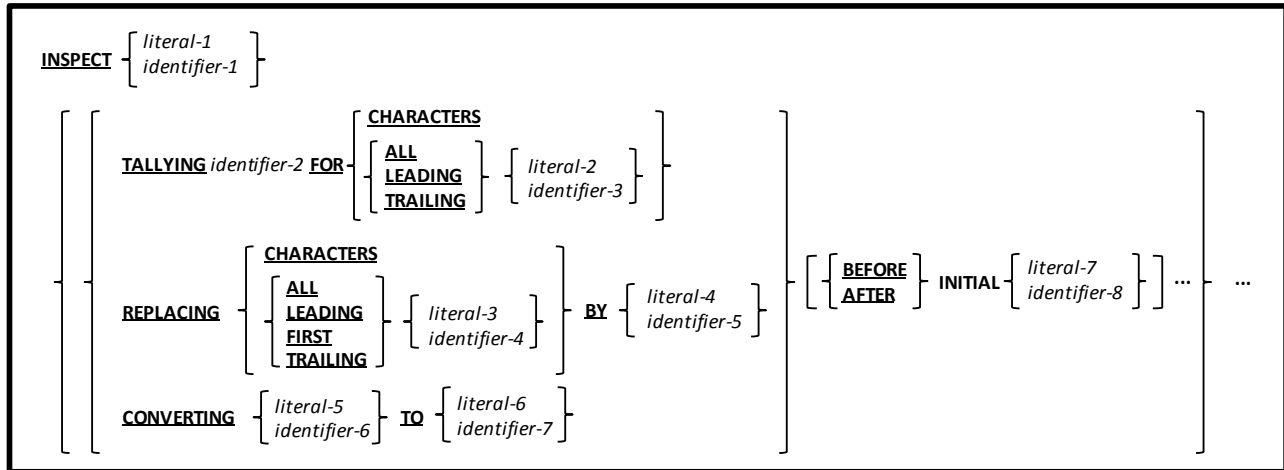 literal-1
INSPECT
identifier-1
CHARACTERS
ALL
TALLYING identifier-2 FOR LEADING literal-2
TRAILING identifier-3
CHARACTERS
ALL
REPLACING LEADING literal-3 BY literal-4
FIRST identifier-4 identifier-5
TRAILING
BEFORE INITIAL literal-7 ... ...
AFTER identifier-8
CONVERTING literal-5 TO literal-6
identifier-6 identifier-7